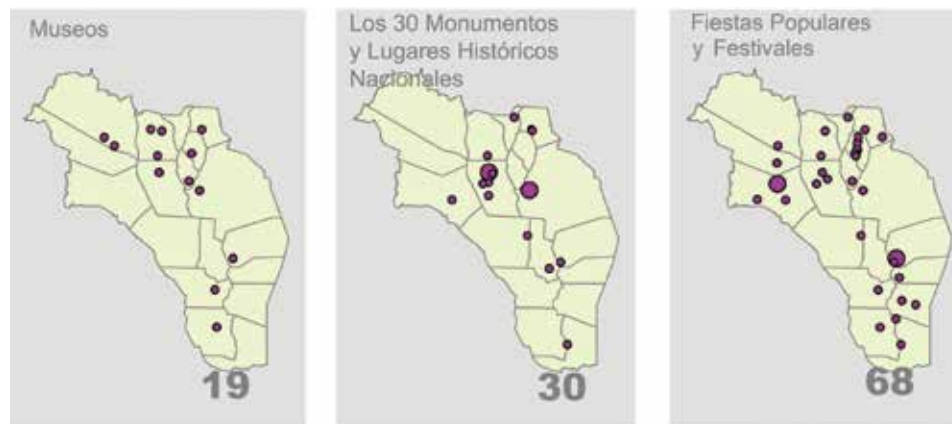 Museos
19
Los 30 Monumentos
y Lugares Históricos
Nacionales
30
Fiestas Populares
y Festivales
68